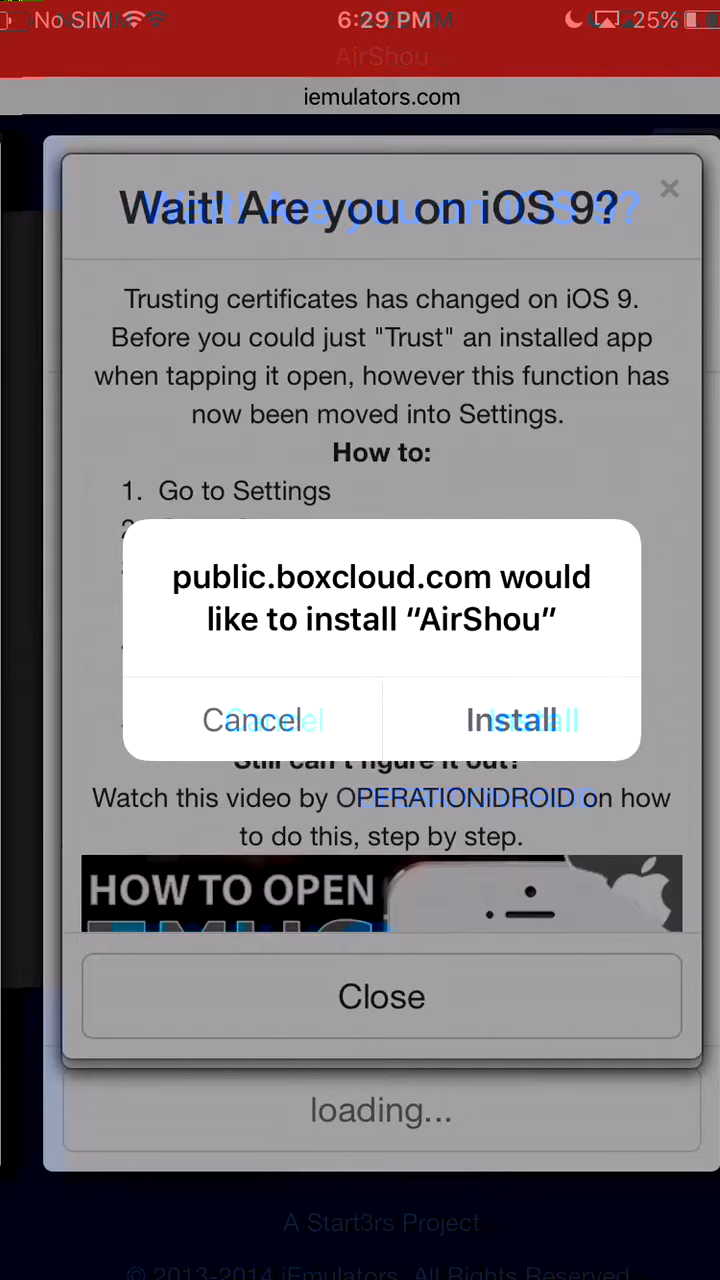 No SIM
6:29 PM
25%
AirShou
iemulators.com
Wait! Are you on iOS 9?
×
Trusting certificates has changed on iOS 9.
Before you could just "Trust" an installed app
when tapping it open, however this function has
now been moved into Settings.
How to:
1. Go to Settings
public.boxcloud.com would
like to install “AirShou”
Cancel
Install
Still can't figure it out?
Watch this video by OPERATIONIDROID on how
to do this, step by step.
HOW TO OPEN
Close
loading...
A Start3rs Project
© 2013-2014 iEmulators. All Rights Reserved